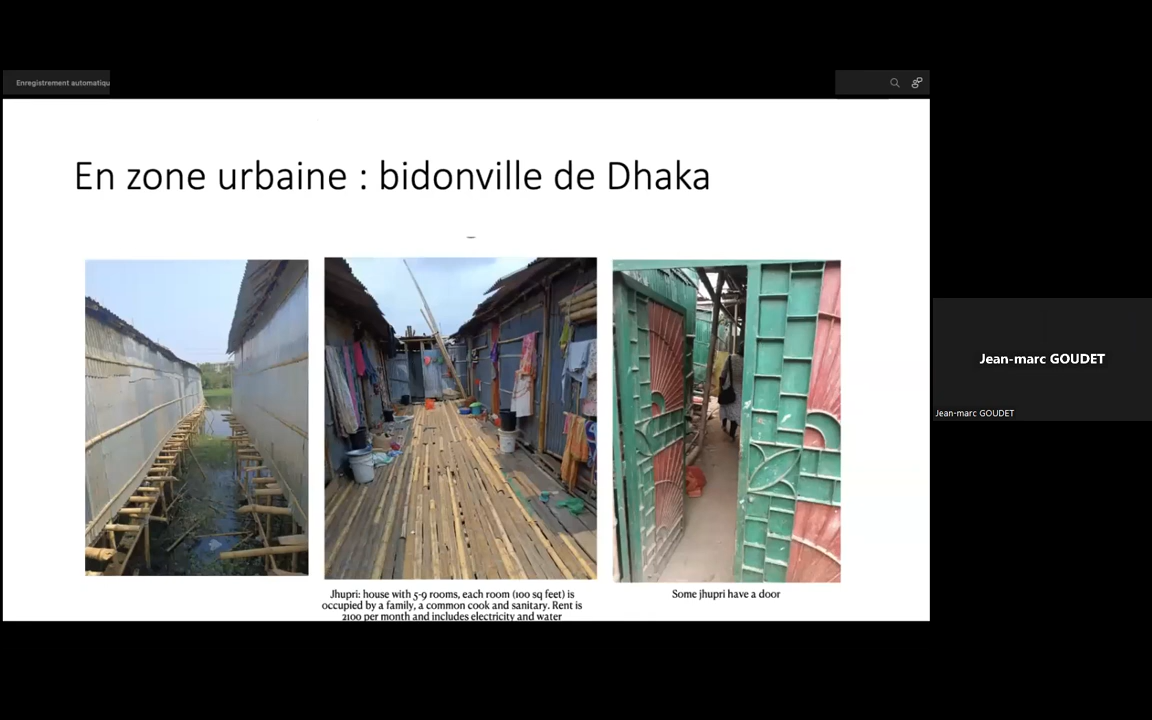 Enregistrement automatiqu
En zone urbaine : bidonville de Dhaka
Jhupri: house with 5-9 rooms, each room (100 sq feet) is
occupied by a family, a common cook and sanitary. Rent is
2100 per month and includes electricity and water
Some jhupri have a door
Jean-marc GOUDET
Jean-marc GOUDET